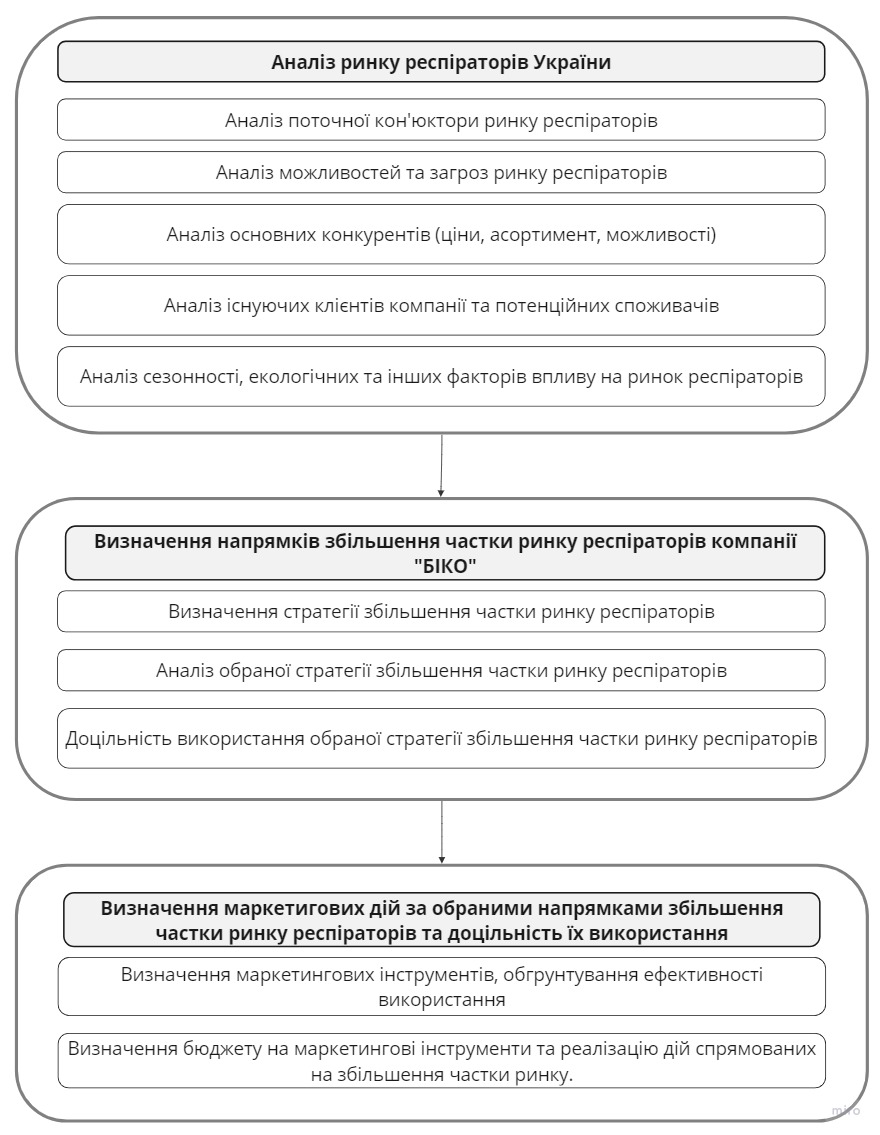 Аналіз ринку респіраторів України
Аналіз поточної кон'юктори ринку респіраторів
Аналіз можливостей та загроз ринку респіраторів
Аналіз основних конкурентів (ціни, асортимент, можливості)
Аналіз існуючих клієнтів компанії та потенційних споживачів
Аналіз сезонності, екологічних та інших факторів впливу на ринок респіраторів
Визначення напрямків збільшення частки ринку респіраторів компанії
"БІКО"
Визначення стратегії збільшення частки ринку респіраторів
Аналіз обраної стратегії збільшення частки ринку респіраторів
Доцільність використання обраної стратегії збільшення частки ринку респіраторів
Визначення маркетигових дій за обраними напрямками збільшення
частки ринку респіраторів та доцільність їх використання
Визначення маркетингових інструментів, обгрунтування ефективності
використання
Визначення бюджету на маркетингові інструменти та реалізацію дій спрямованих
на збільшення частки ринку.
miro